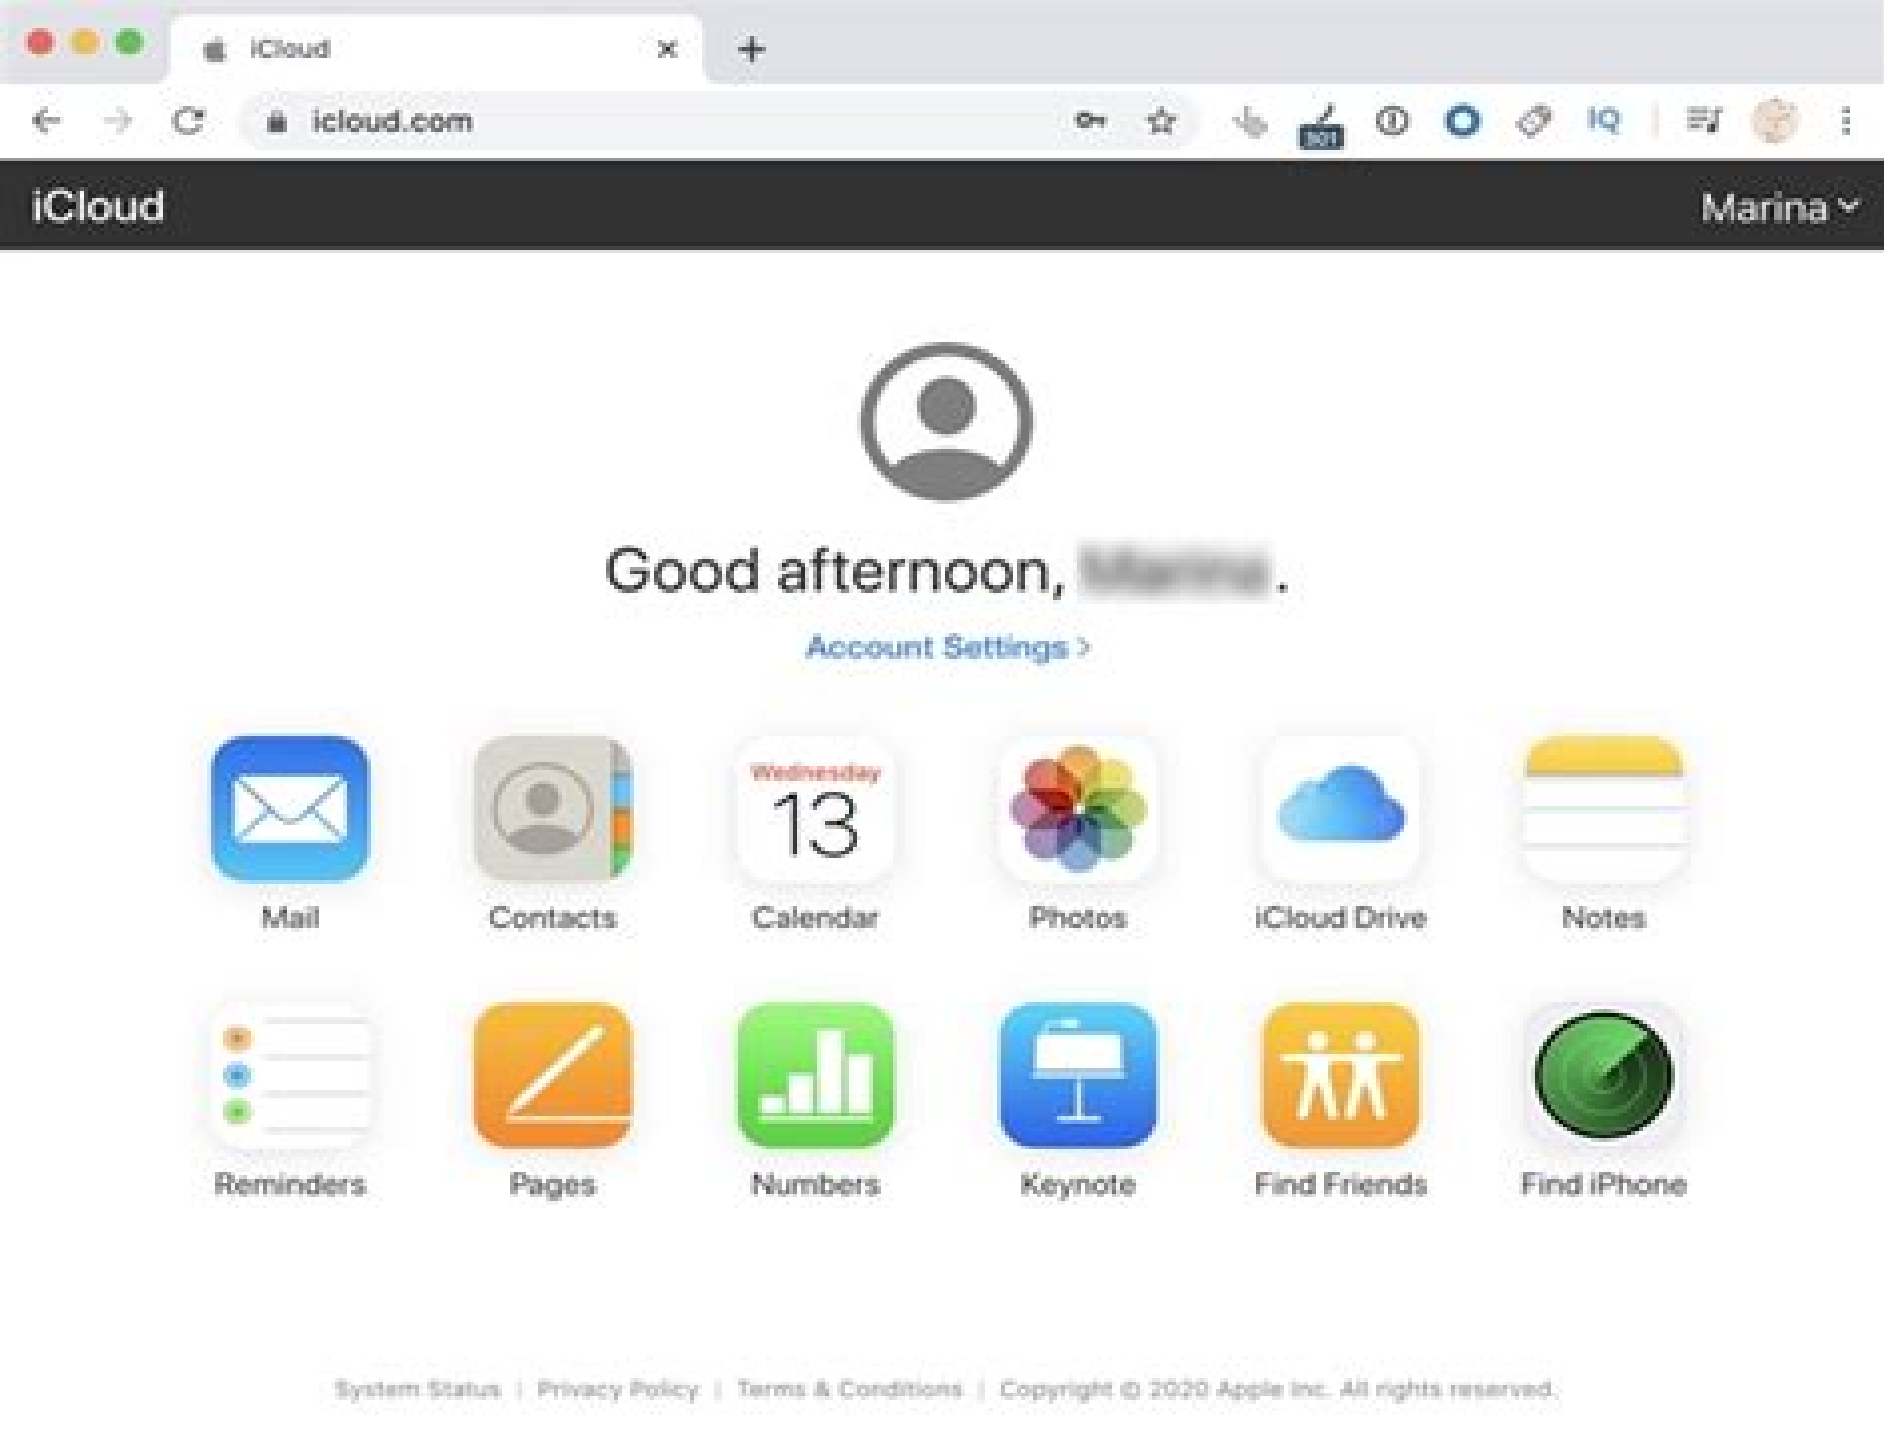 iCloud
icloud.com
IQ
iCloud
Marina
Good afternoon, .
Account Settings >
Wednesday
13
Mail
Contacts
Calendar
Photos
iCloud Drive
Notes
Reminders
Pages
Numbers
Keynote
Find Friends
Find iPhone
System Status | Privacy Policy | Terms & Conditions | Copyright © 2020 Apple Inc. All rights reserved.